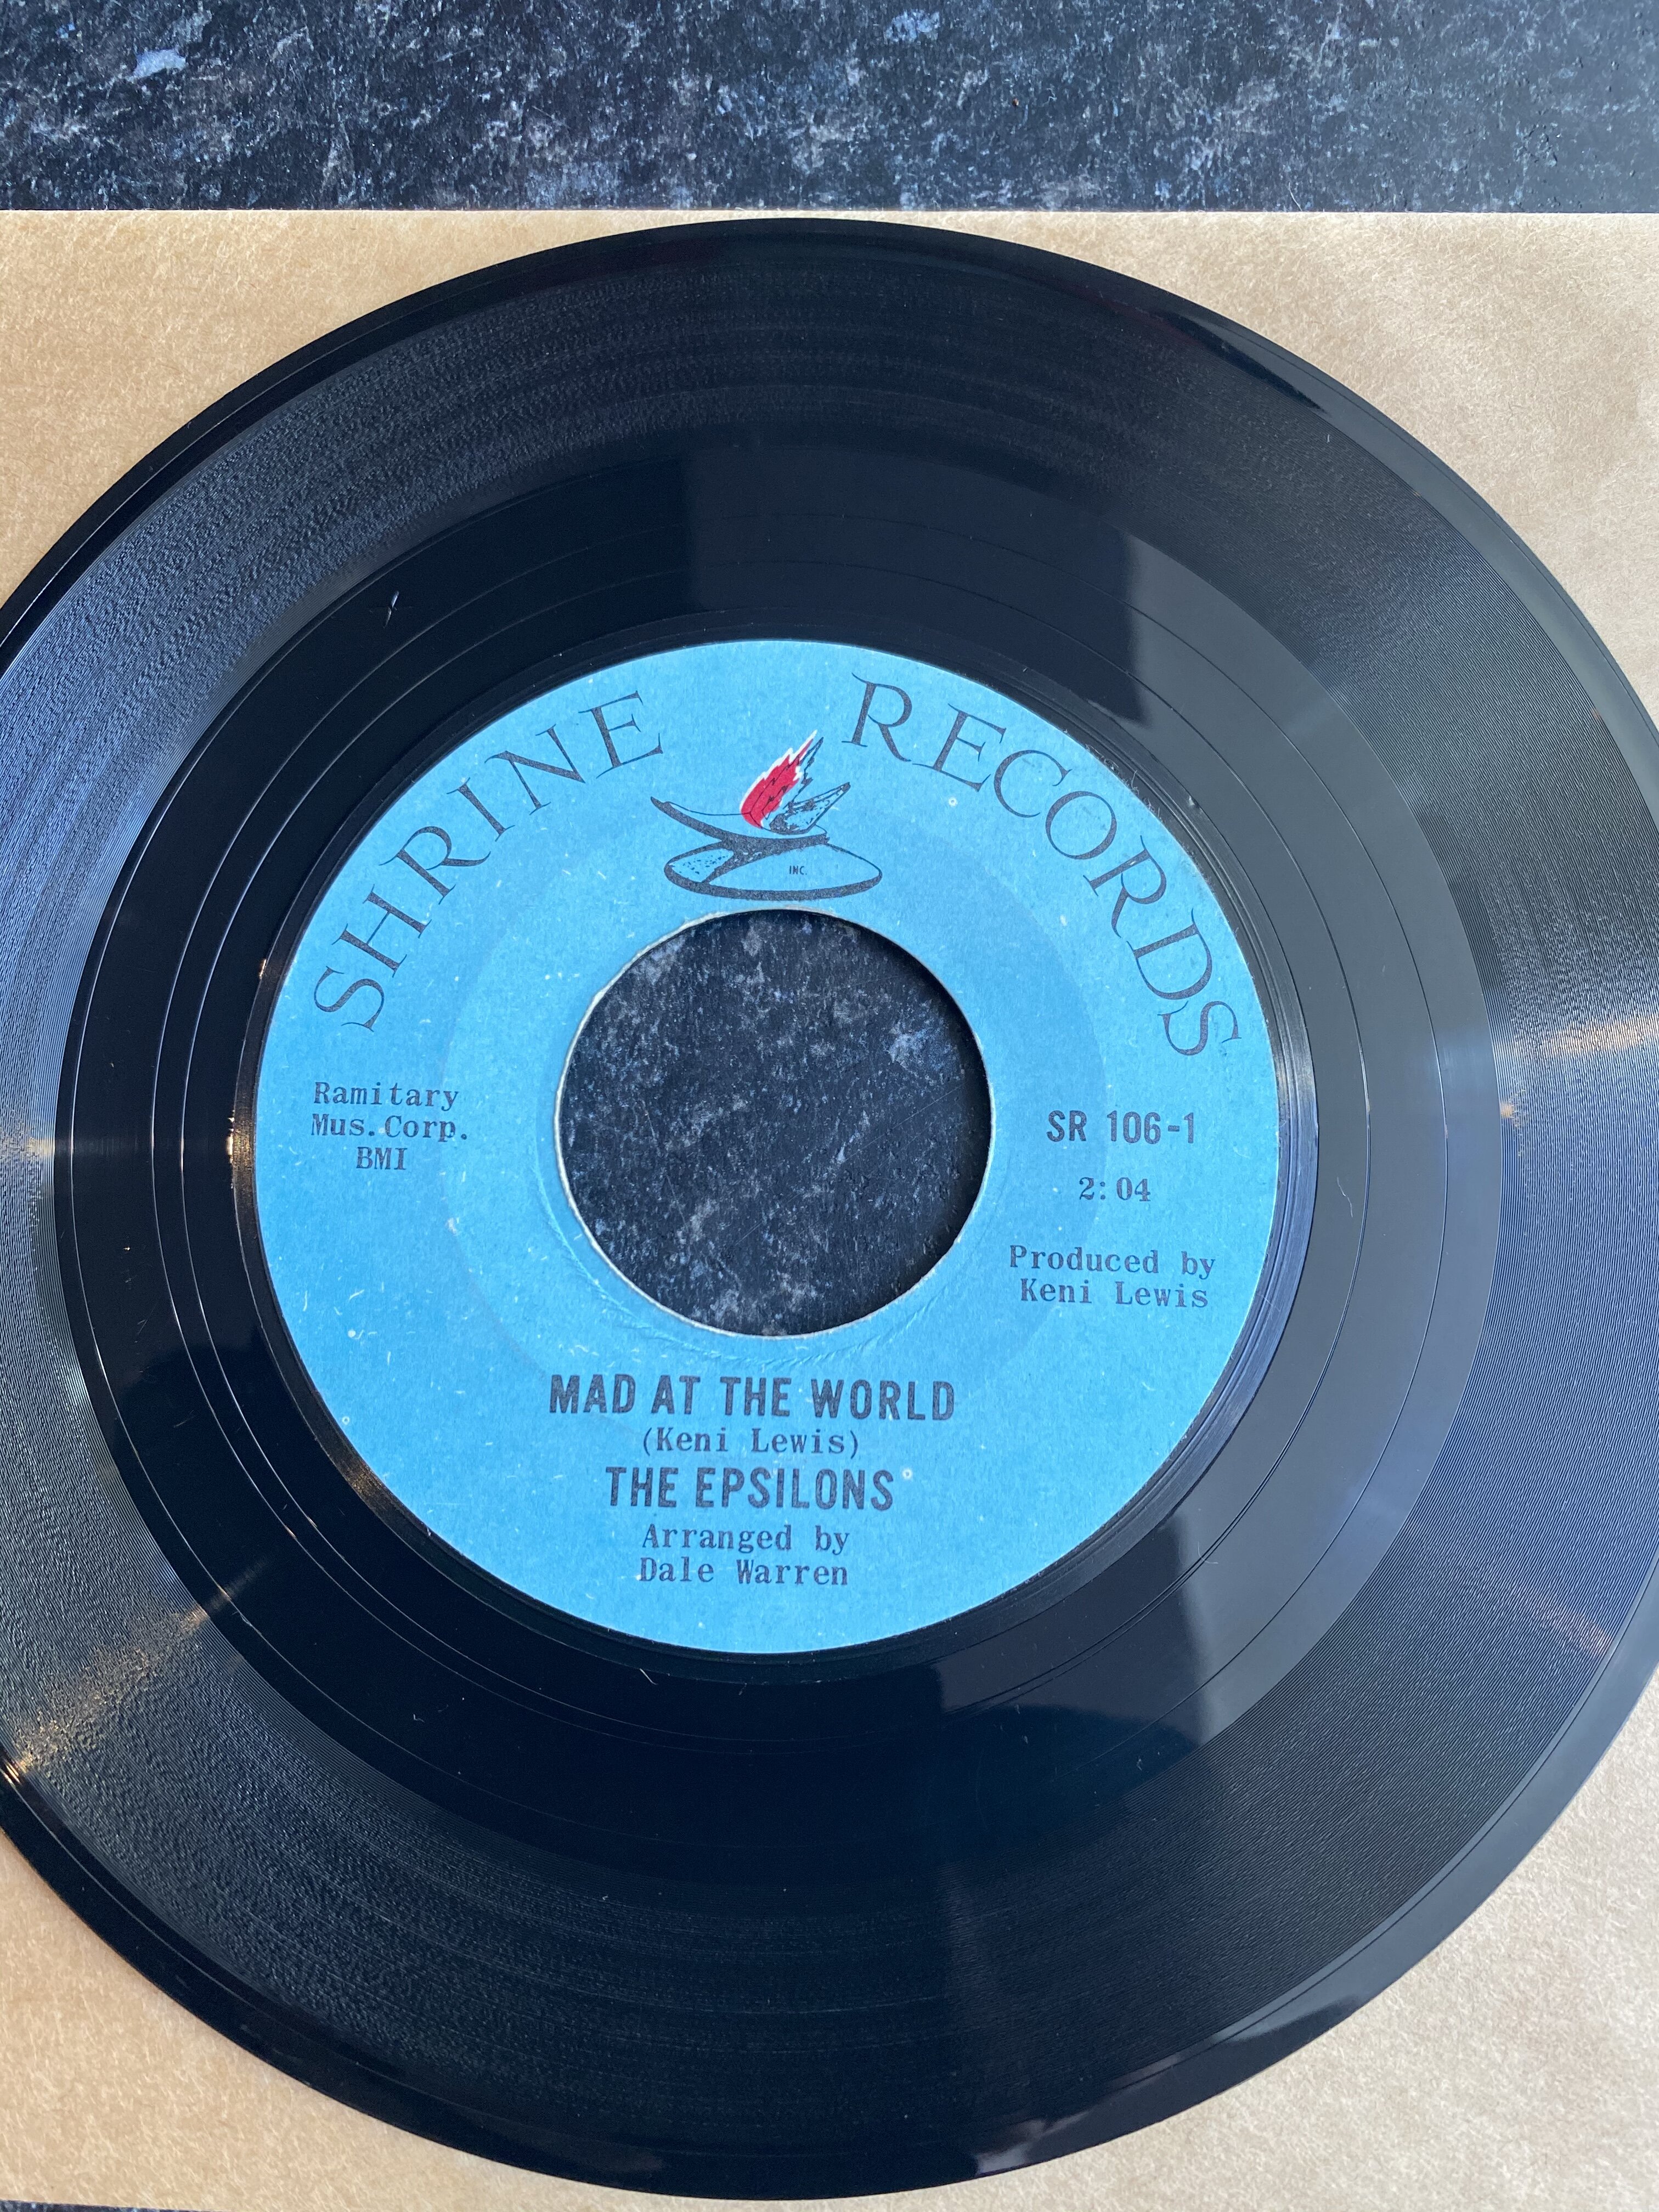 SHRINE RECORDS
INC.
Ramitary
Mus.Corp.
BMI
SR 106-1
2:04
Produced by
Keni Lewis
MAD AT THE WORLD
(Keni Lewis)
THE EPSILONS
Arranged by
Dale Warren